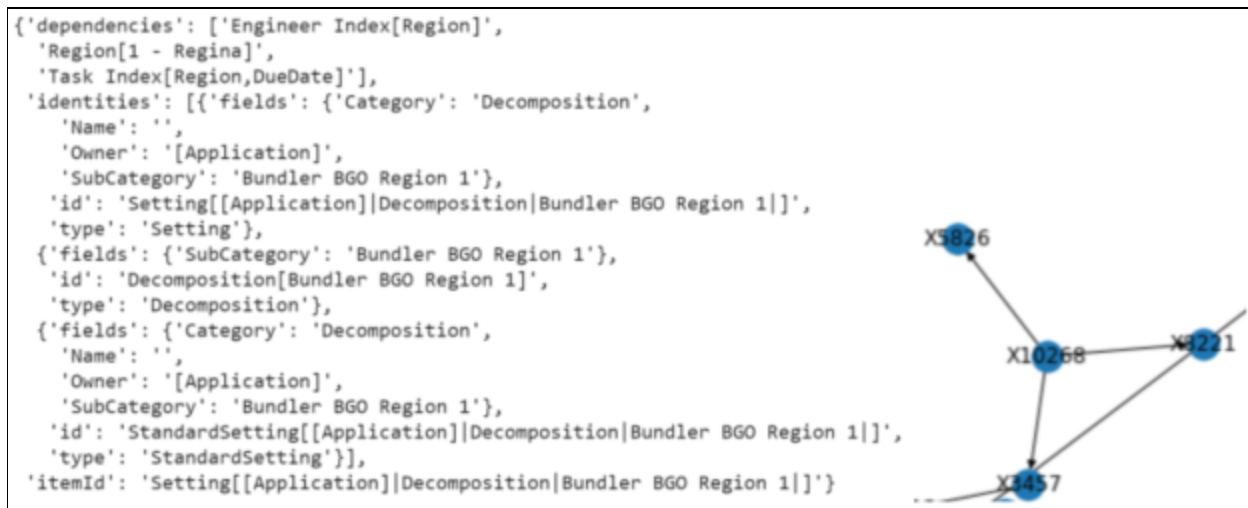 {'dependencies': ['Engineer Index[Region]',
'Region[1 - Regina]',
'Task Index[Region,DueDate]'],
'identities': [{'fields': {'Category': 'Decomposition',
'Name': '',
'Owner': '[Application]',
'SubCategory': 'Bundler BGO Region 1'},
'id': 'Setting[[Application]|Decomposition|Bundler BGO Region 1|]',
'type': 'Setting'},
{'fields': {'SubCategory': 'Bundler BGO Region 1'},
'id': 'Decomposition[Bundler BGO Region 1]',
'type': 'Decomposition'},
{'fields': {'Category': 'Decomposition',
'Name': '',
'Owner': '[Application]',
'SubCategory': 'Bundler BGO Region 1'},
'id': 'StandardSetting[[Application]|Decomposition|Bundler BGO Region 1|]',
'type': 'StandardSetting'}],
'itemId': 'Setting[[Application]|Decomposition|Bundler BGO Region 1|]'}
X5826
X10268
X3457